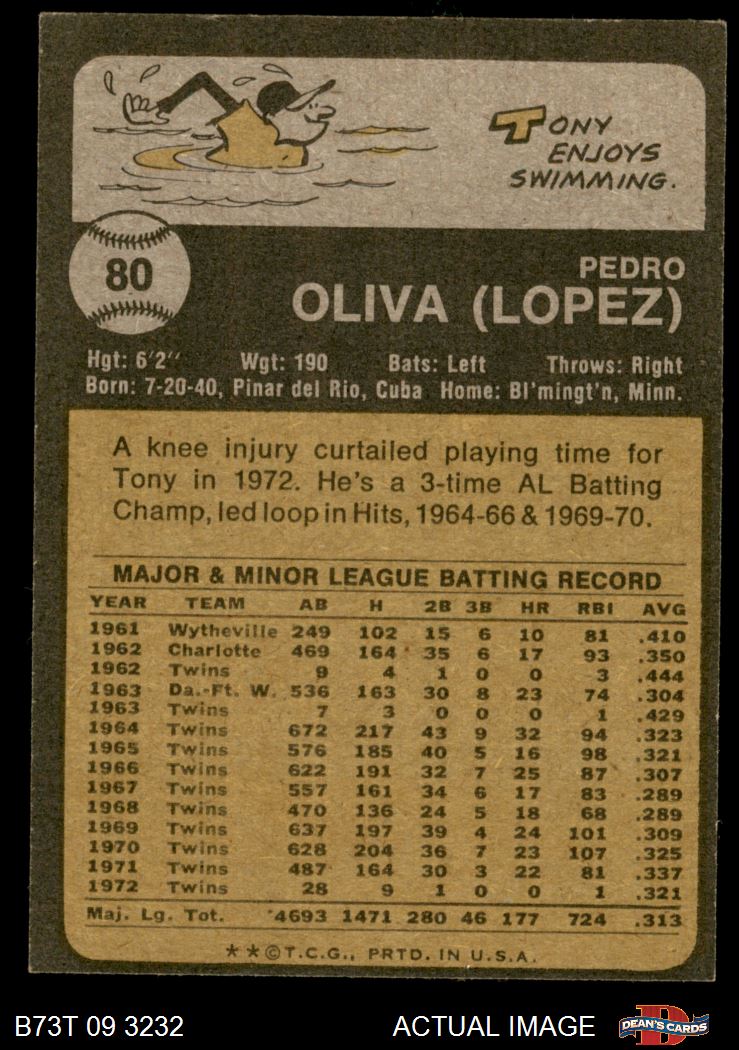 TONY
ENJOYS
SWIMMING.
80
PEDRO
OLIVA (LOPEZ)
Hgt: 6'2" Wgt: 190 Bats: Left Throws: Right
Born: 7-20-40, Pinar del Rio, Cuba Home: Bl'mingt'n, Minn.
A knee injury curtailed playing time for
Tony in 1972. He's a 3-time AL Batting
Champ, led loop in Hits, 1964-66 & 1969-70.
MAJOR & MINOR LEAGUE BATTING RECORD
YEAR TEAM AB H 2B 3B HR RBI AVG
1961 Wytheville 249 102 15 6 10 81 .410
1962 Charlotte 469 164 35 6 17 93 .350
1962 Twins 9 4 1 0 0 3 .444
1963 Da.-Ft. W. 536 163 30 8 23 74 .304
1963 Twins 7 3 0 0 0 1 .429
1964 Twins 672 217 43 9 32 94 .323
1965 Twins 576 185 40 5 16 98 .321
1966 Twins 622 191 32 7 25 87 .307
1967 Twins 557 161 34 6 17 83 .289
1968 Twins 470 136 24 5 18 68 .289
1969 Twins 637 197 39 4 24 101 .309
1970 Twins 628 204 36 7 23 107 .325
1971 Twins 487 164 30 3 22 81 .337
1972 Twins 28 9 1 0 0 1 .321
Maj. Lg. Tot. 4693 1471 280 46 177 724 .313
**©T.C.G., PRTD. IN U.S.A.
B73T 09 3232 ACTUAL IMAGE D DEAN'S CARDS